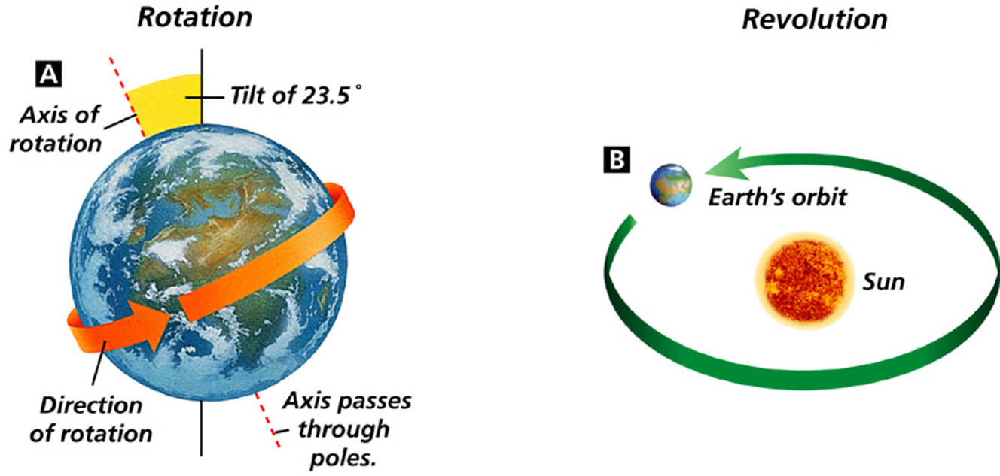 Rotation
A
Tilt of 23.5°
Axis of
rotation
Direction
of rotation
Axis passes
through
poles.
Revolution
B
Earth's orbit
Sun